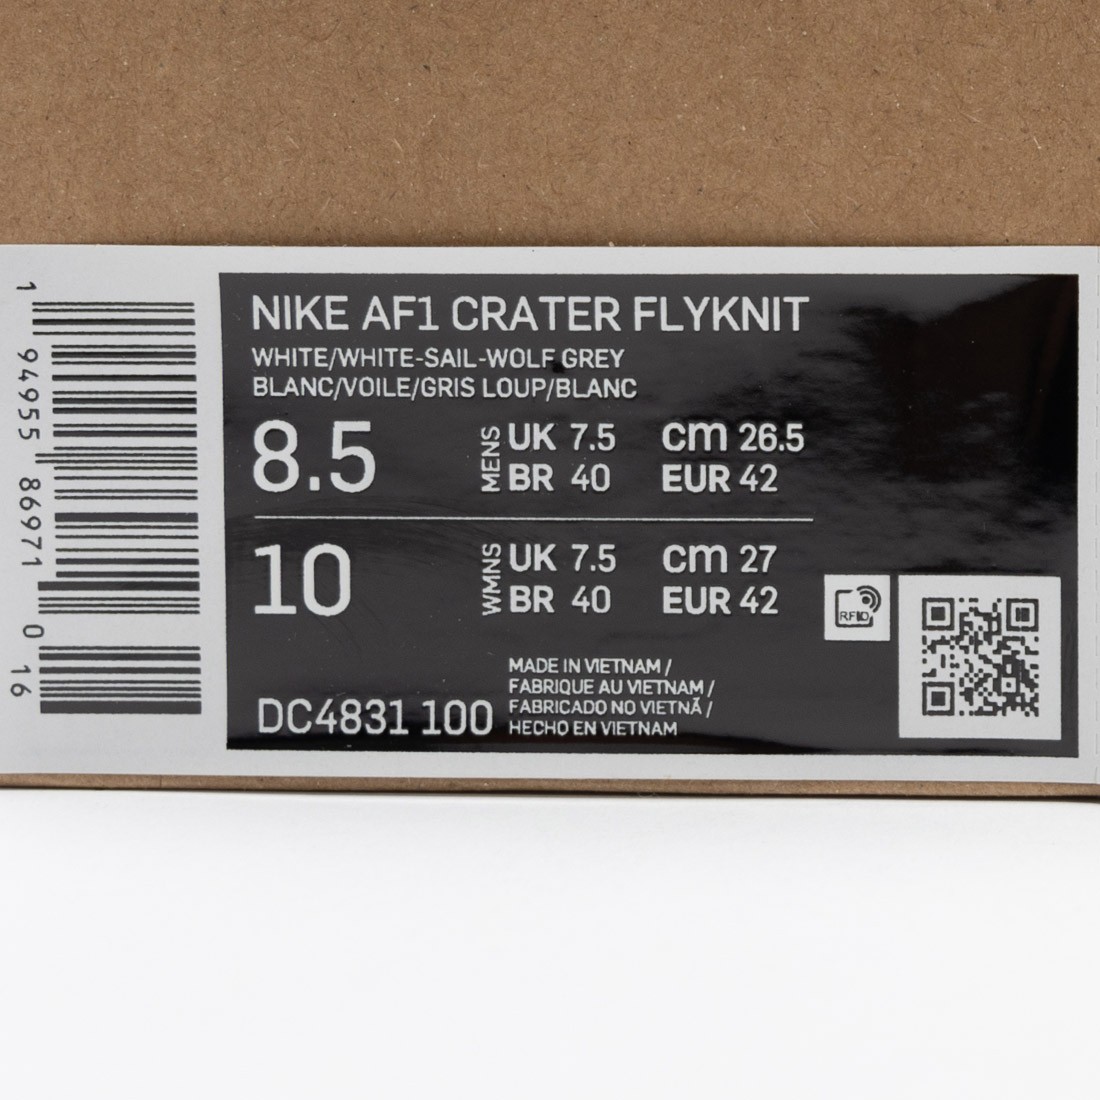 1 94955 86971 0 16
NIKE AF1 CRATER FLYKNIT
WHITE/WHITE-SAIL-WOLF GREY
BLANC/VOILE/GRIS LOUP/BLANC
8.5 MENS UK 7.5 cm 26.5
BR 40 EUR 42
10 WMNS UK 7.5 cm 27
BR 40 EUR 42
RFID
MADE IN VIETNAM /
FABRIQUE AU VIETNAM /
FABRICADO NO VIETNÃ /
HECHO EN VIETNAM
DC4831 100